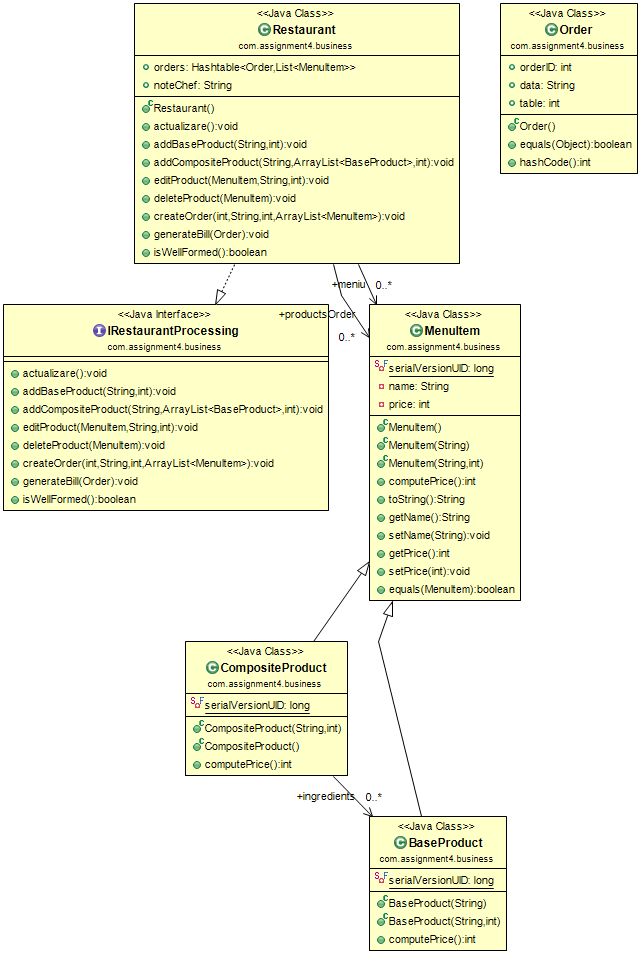 <<Java Class>>
Restaurant
com.assignment4.business
orders: Hashtable<Order,List<MenuItem>>
noteChef: String
Restaurant()
actualizare():void
addBaseProduct(String,int):void
addCompositeProduct(String,ArrayList<BaseProduct>,int):void
editProduct(MenuItem,String,int):void
deleteProduct(MenuItem):void
createOrder(int,String,int,ArrayList<MenuItem>):void
generateBill(Order):void
isWellFormed():boolean
<<Java Class>>
Order
com.assignment4.business
orderID: int
data: String
table: int
Order()
equals(Object):boolean
hashCode():int
+meniu 0..*
+productsOrder
0..*
<<Java Interface>>
IRestaurantProcessing
com.assignment4.business
actualizare():void
addBaseProduct(String,int):void
addCompositeProduct(String,ArrayList<BaseProduct>,int):void
editProduct(MenuItem,String,int):void
deleteProduct(MenuItem):void
createOrder(int,String,int,ArrayList<MenuItem>):void
generateBill(Order):void
isWellFormed():boolean
<<Java Class>>
MenuItem
com.assignment4.business
serialVersionUID: long
name: String
price: int
MenuItem()
MenuItem(String)
MenuItem(String,int)
computePrice():int
toString():String
getName():String
setName(String):void
getPrice():int
setPrice(int):void
equals(MenuItem):boolean
<<Java Class>>
CompositeProduct
com.assignment4.business
serialVersionUID: long
CompositeProduct(String,int)
CompositeProduct()
computePrice():int
+ingredients 0..*
<<Java Class>>
BaseProduct
com.assignment4.business
serialVersionUID: long
BaseProduct(String)
BaseProduct(String,int)
computePrice():int